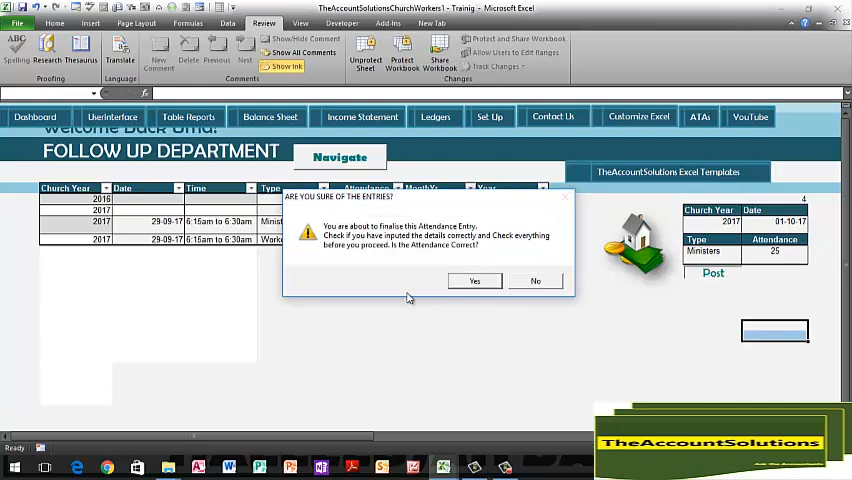 TheAccountSolutionsChurchWorkers1 - Trainig - Microsoft Excel
File Home Insert Page Layout Formulas Data Review View Developer Add-Ins New Tab
Spelling Research Thesaurus
Proofing
Translate
Language
New Comment Delete Previous Next
Show/Hide Comment
Show All Comments
Show Ink
Comments
Unprotect Sheet Protect Workbook Share Workbook
Protect and Share Workbook
Allow Users to Edit Ranges
Track Changes
Changes
Dashboard Userinterface Table Reports Balance Sheet Income Statement Ledgers Set Up Contact Us Customize Excel ATAs YouTube
Welcome Back
FOLLOW UP DEPARTMENT
Navigate
TheAccountSolutions Excel Templates
Church Year Date Time Type Attendance MonthYr Year
2016
2017
2017 29-09-17 6:15am to 6:30am Minist
2017 29-09-17 6:15am to 6:30am Worke
ARE YOU SURE OF THE ENTRIES?
You are about to finalise this Attendance Entry.
Check if you have inputed the details correctly and Check everything
before you proceed. Is the Attendance Correct?
Yes No
4
Church Year Date
2017 01-10-17
Type Attendance
Ministers 25
Post
TheAccountSolutions
Ready